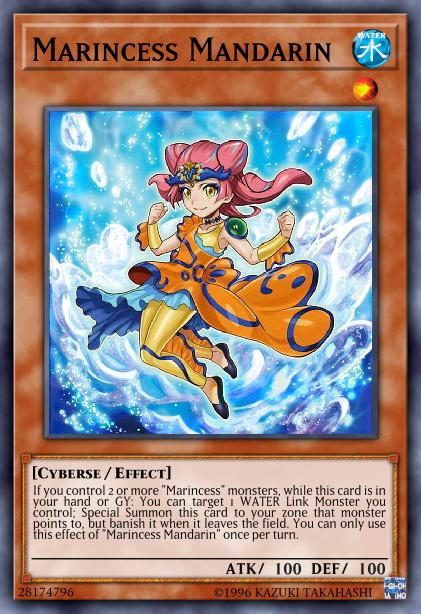 Marincess Mandarin
WATER
水
[Cyberse / Effect]
If you control 2 or more "Marincess" monsters, while this card is in
your hand or GY: You can target 1 WATER Link Monster you
control; Special Summon this card to your zone that monster
points to, but banish it when it leaves the field. You can only use
this effect of "Marincess Mandarin" once per turn.
ATK/ 100 DEF/ 100
28174796
©1996 KAZUKI TAKAHASHI